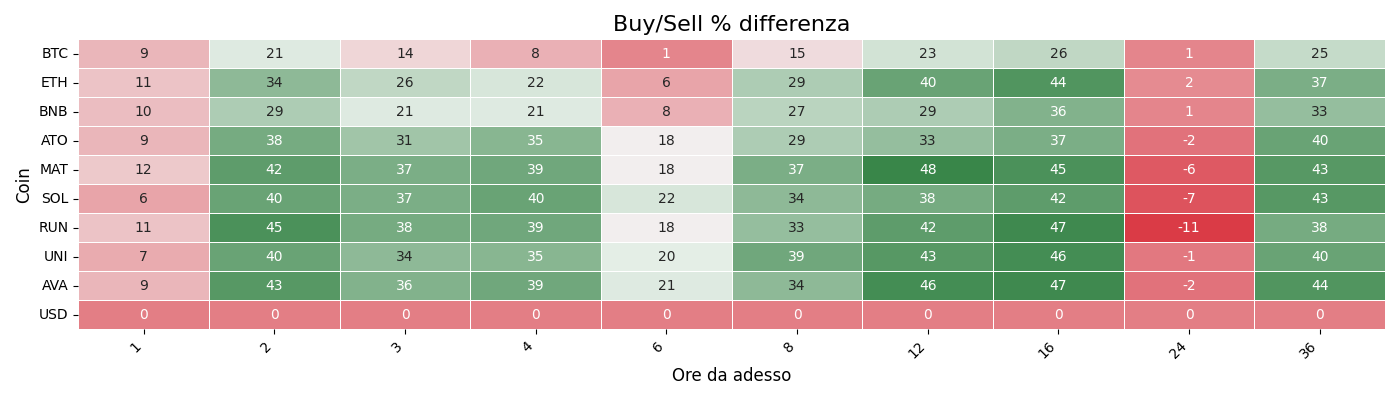 Buy/Sell % differenza
Coin
BTC 9 21 14 8 1 15 23 26 1 25
ETH 11 34 26 22 6 29 40 44 2 37
BNB 10 29 21 21 8 27 29 36 1 33
ATO 9 38 31 35 18 29 33 37 -2 40
MAT 12 42 37 39 18 37 48 45 -6 43
SOL 6 40 37 40 22 34 38 42 -7 43
RUN 11 45 38 39 18 33 42 47 -11 38
UNI 7 40 34 35 20 39 43 46 -1 40
AVA 9 43 36 39 21 34 46 47 -2 44
USD 0 0 0 0 0 0 0 0 0 0
1 2 3 4 6 8 12 16 24 36
Ore da adesso